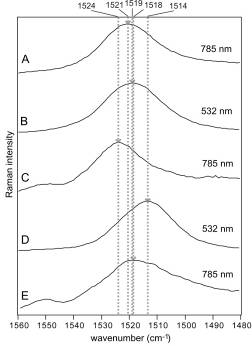 1524 1521 1519 1518 1514
A 785 nm
B 532 nm
C 785 nm
D 532 nm
E 785 nm
Raman intensity
1560 1550 1540 1530 1520 1510 1500 1490 1480
wavenumber (cm⁻¹)